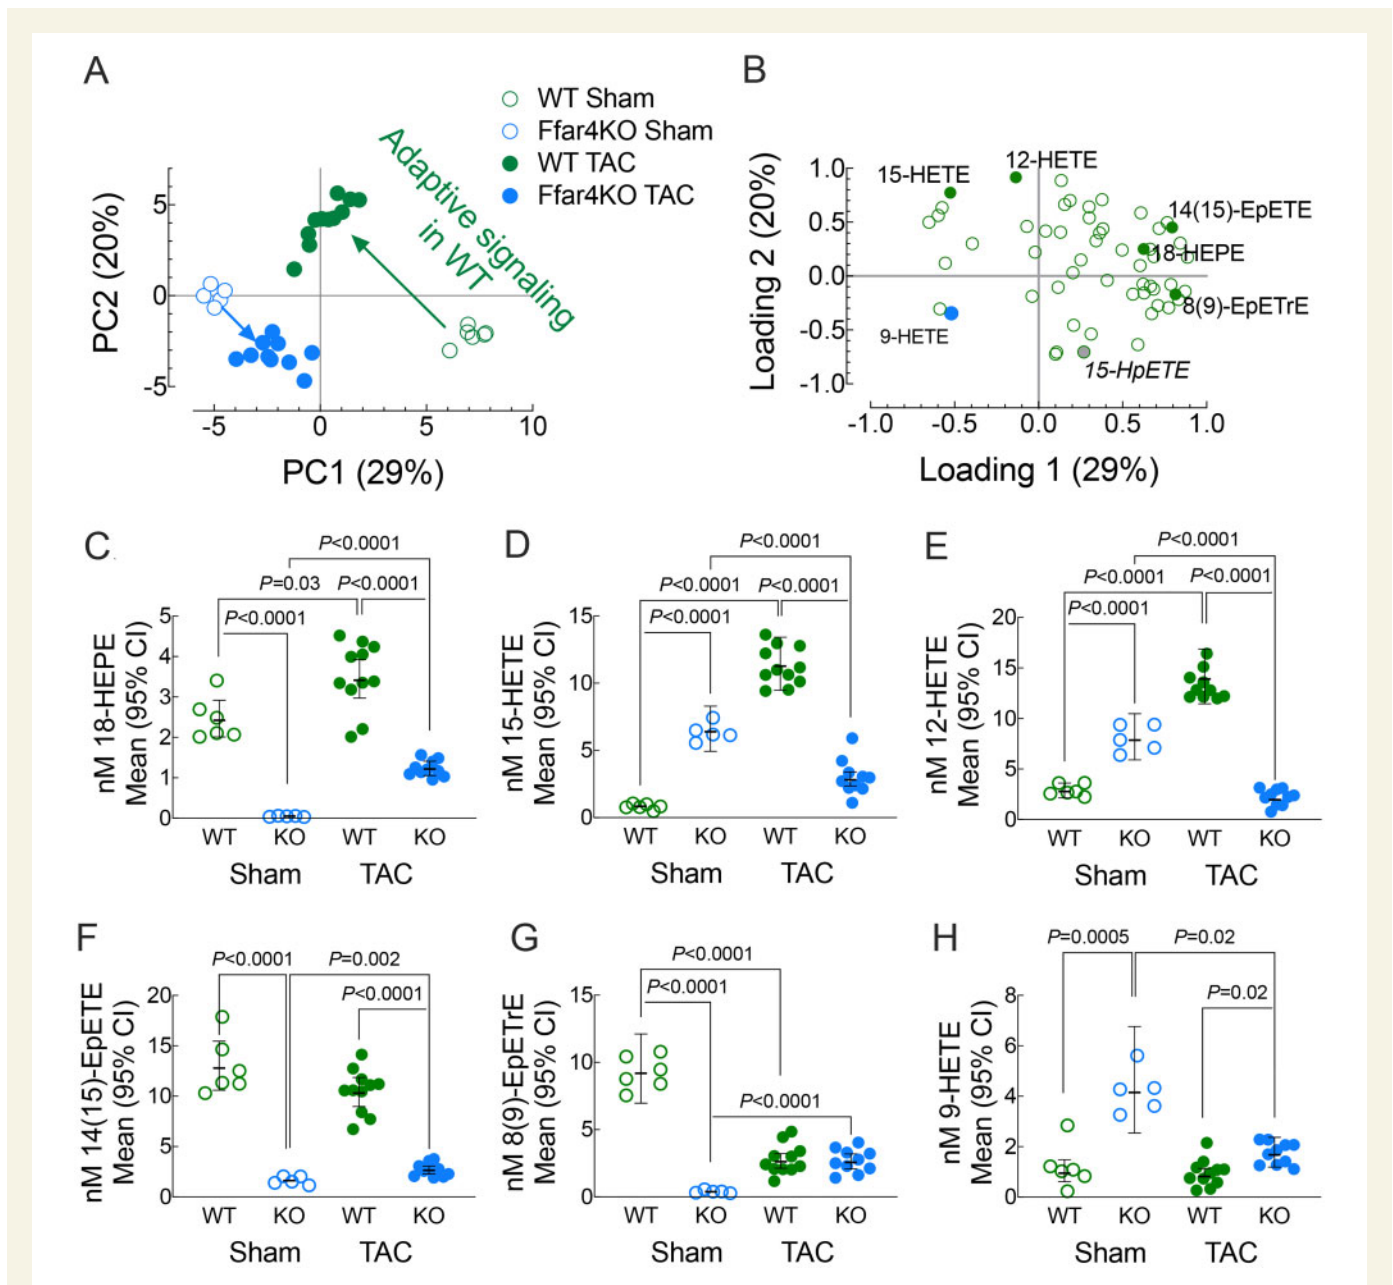 A
WT Sham
Ffar4KO Sham
WT TAC
Ffar4KO TAC
Adaptive signaling
in WT
PC2 (20%)
5
0
-5
-5
0
5
10
PC1 (29%)
B
Loading 2 (20%)
1.0
0.5
0.0
-0.5
-1.0
15-HETE
12-HETE
14(15)-EpETE
18-HEPE
8(9)-EpETrE
9-HETE
15-HpETE
-1.0
-0.5
0.0
0.5
1.0
Loading 1 (29%)
C
P<0.0001
P=0.03
P<0.0001
P<0.0001
nM 18-HEPE
Mean (95% CI)
5
4
3
2
1
0
WT
KO
WT
KO
Sham
TAC
D
P<0.0001
P<0.0001
P<0.0001
P<0.0001
nM 15-HETE
Mean (95% CI)
15
10
5
0
WT
KO
WT
KO
Sham
TAC
E
P<0.0001
P<0.0001
P<0.0001
P<0.0001
nM 12-HETE
Mean (95% CI)
20
15
10
5
0
WT
KO
WT
KO
Sham
TAC
F
P<0.0001
P=0.002
P<0.0001
nM 14(15)-EpETE
Mean (95% CI)
20
15
10
5
0
WT
KO
WT
KO
Sham
TAC
G
P<0.0001
P<0.0001
P<0.0001
nM 8(9)-EpETrE
Mean (95% CI)
15
10
5
0
WT
KO
WT
KO
Sham
TAC
H
P=0.0005
P=0.02
P=0.02
nM 9-HETE
Mean (95% CI)
8
6
4
2
0
WT
KO
WT
KO
Sham
TAC